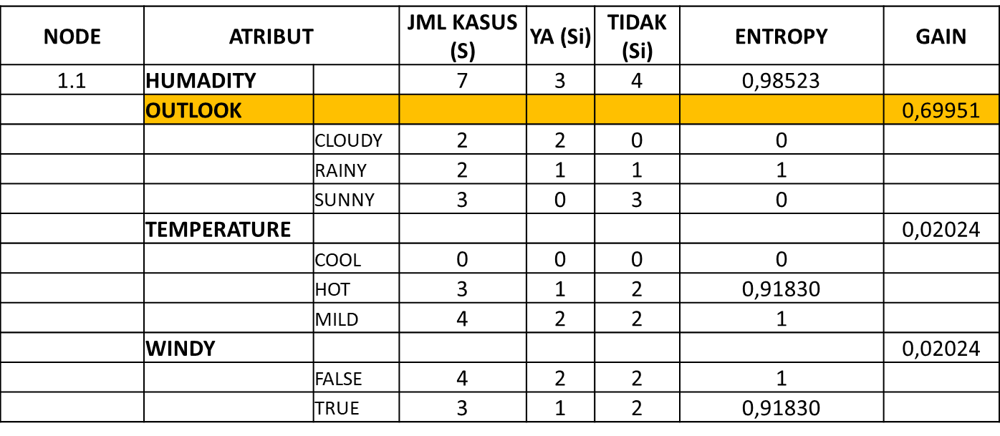 NODE ATRIBUT JML KASUS (S) YA (Si) TIDAK (Si) ENTROPY GAIN
1.1 HUMADITY 7 3 4 0,98523
OUTLOOK 0,69951
CLOUDY 2 2 0 0
RAINY 2 1 1 1
SUNNY 3 0 3 0
TEMPERATURE 0,02024
COOL 0 0 0 0
HOT 3 1 2 0,91830
MILD 4 2 2 1
WINDY 0,02024
FALSE 4 2 2 1
TRUE 3 1 2 0,91830